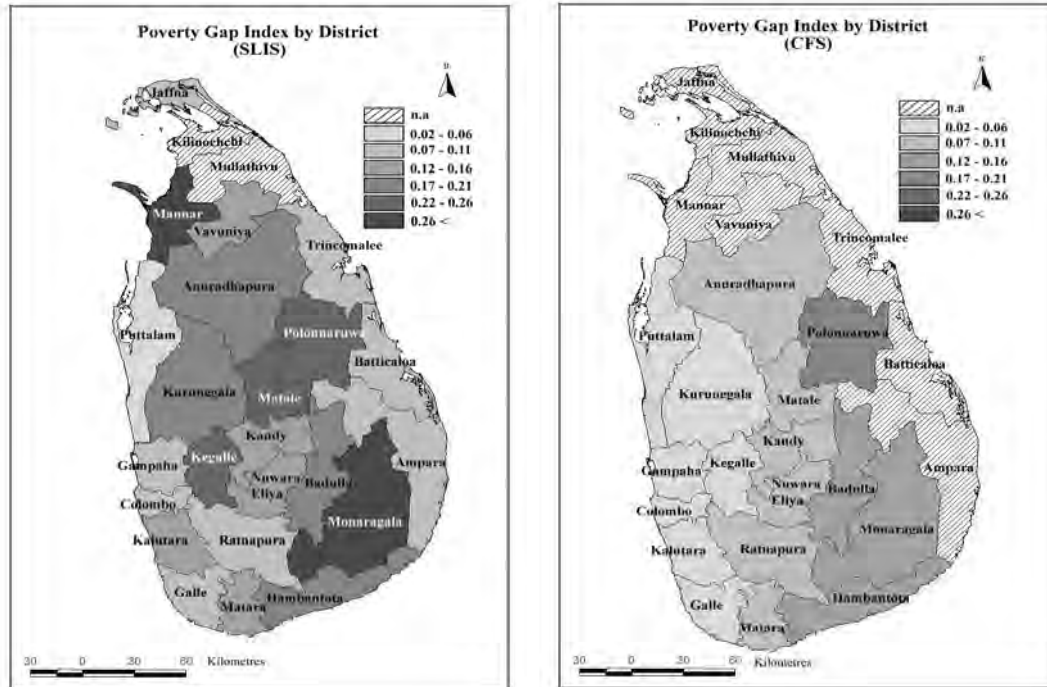 Poverty Gap Index by District
(SLIS)
n
n.a
0.02 - 0.06
0.07 - 0.11
0.12 - 0.16
0.17 - 0.21
0.22 - 0.26
0.26 <
Jaffna
Kilinochchi
Mullathivu
Mannar
Vavuniya
Trincomalee
Anuradhapura
Polonnaruwa
Puttalam
Batticaloa
Kurunegala
Matale
Kandy
Kegalle
Gampaha
Ampara
Nuwara
Eliya
Badulla
Colombo
Monaragala
Kalutara
Ratnapura
Galle
Hambantota
Matara
30 0 30 60 Kilometres
Poverty Gap Index by District
(CFS)
n
n.a
0.02 - 0.06
0.07 - 0.11
0.12 - 0.16
0.17 - 0.21
0.22 - 0.26
0.26 <
Jaffna
Kilinochchi
Mullathivu
Mannar
Vavuniya
Trincomalee
Anuradhapura
Polonnaruwa
Puttalam
Batticaloa
Kurunegala
Matale
Kandy
Gampaha
Kegalle
Ampara
Nuwara
Eliya
Badulla
Colombo
Monaragala
Kalutara
Ratnapura
Galle
Hambantota
Matara
30 0 30 60 Kilometres